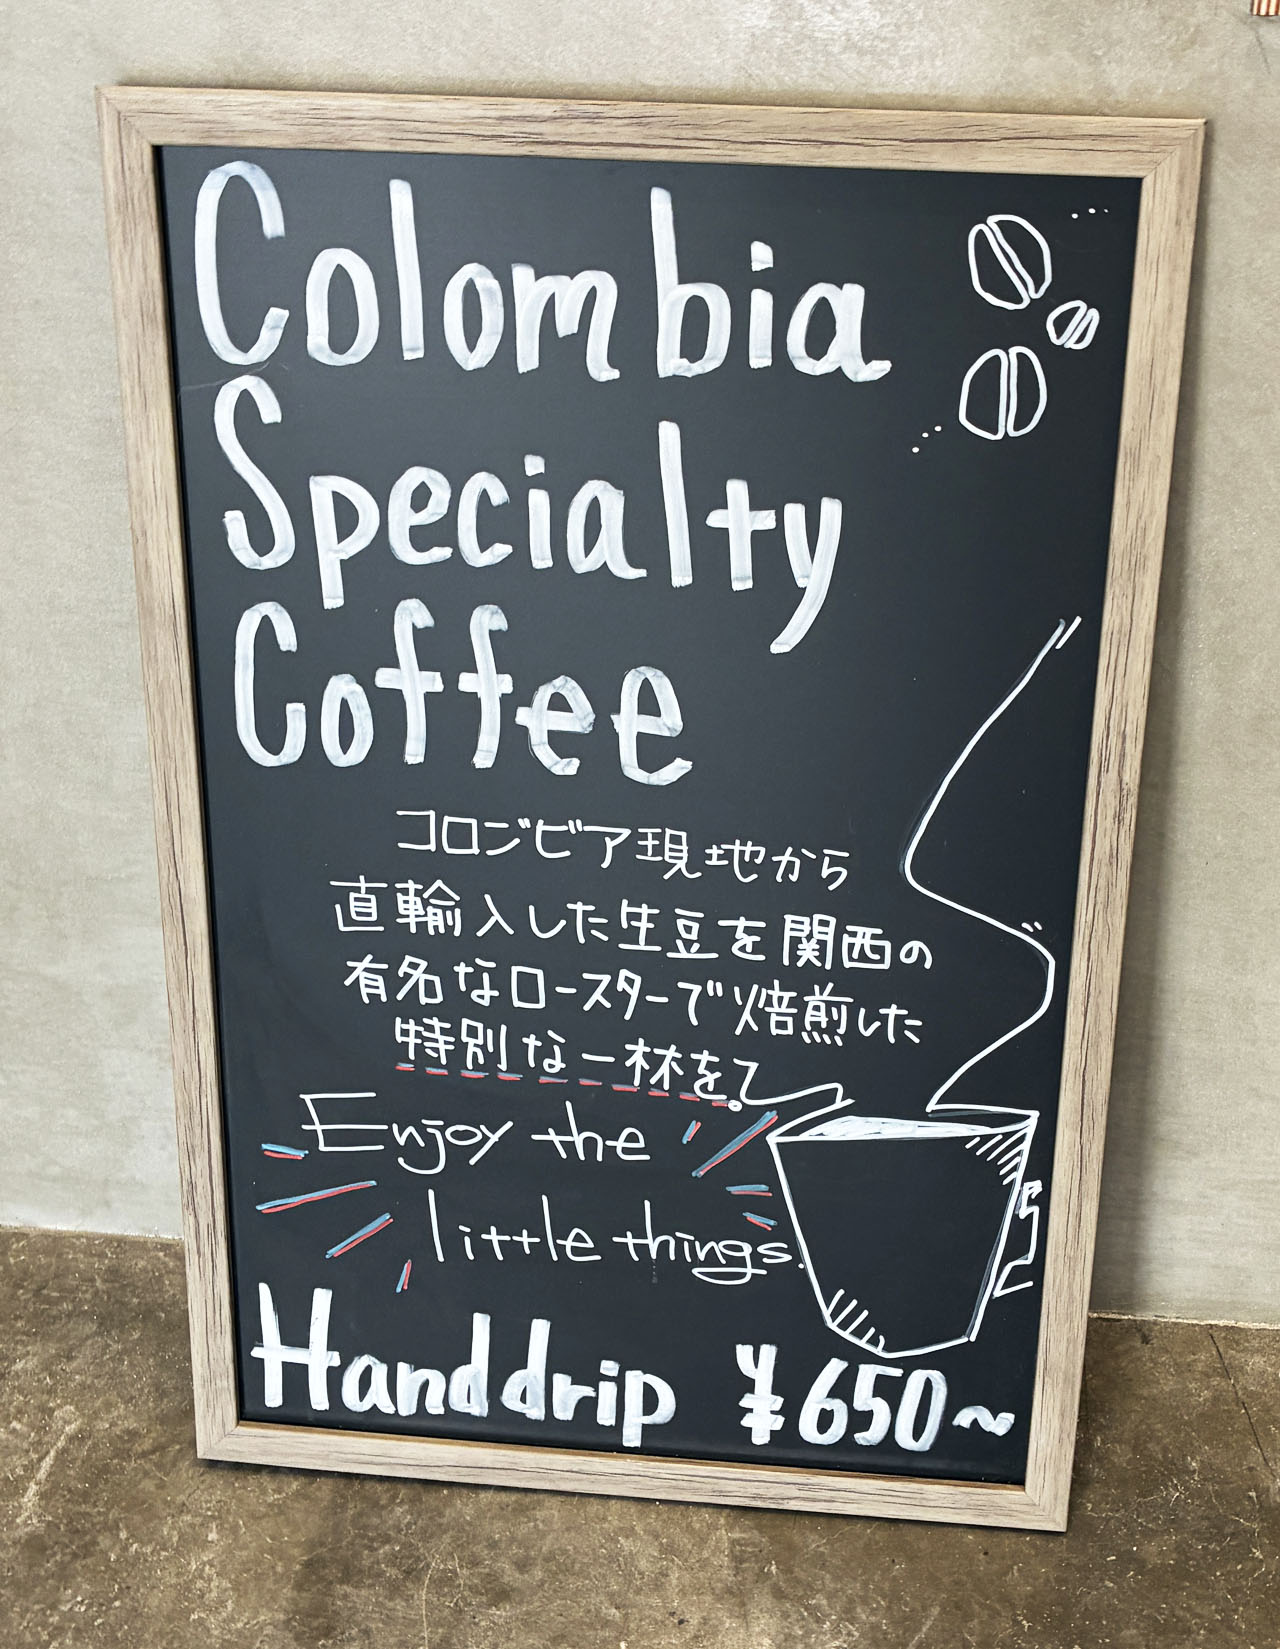 Colombia
Specialty
Coffee
コロンビア現地から
直輸入した生豆を関西の
有名なロースターで焙煎した
特別な一杯を。
Enjoy the
little things.
Handdrip ¥650~